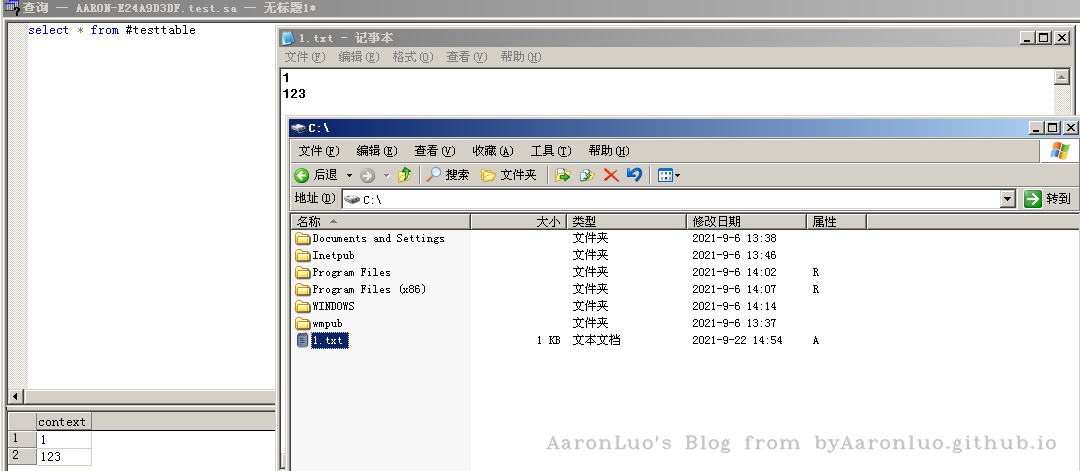 查询 — AARON-E24A9D3DF.test.sa — 无标题1*
select * from #testtable
1.txt - 记事本
文件(F) 编辑(E) 格式(O) 查看(V) 帮助(H)
1
123
C:\
文件(F) 编辑(E) 查看(V) 收藏(A) 工具(T) 帮助(H)
后退 搜索 文件夹
地址(D) C:\ 转到
名称 大小 类型 修改日期 属性
Documents and Settings 文件夹 2021-9-6 13:38
Inetpub 文件夹 2021-9-6 13:46
Program Files 文件夹 2021-9-6 14:02 R
Program Files (x86) 文件夹 2021-9-6 14:07 R
WINDOWS 文件夹 2021-9-6 14:14
wmpub 文件夹 2021-9-6 13:37
1.txt 1 KB 文本文档 2021-9-22 14:54 A
context
1 1
2 123
AaronLuo's Blog from byAaronluo.github.io